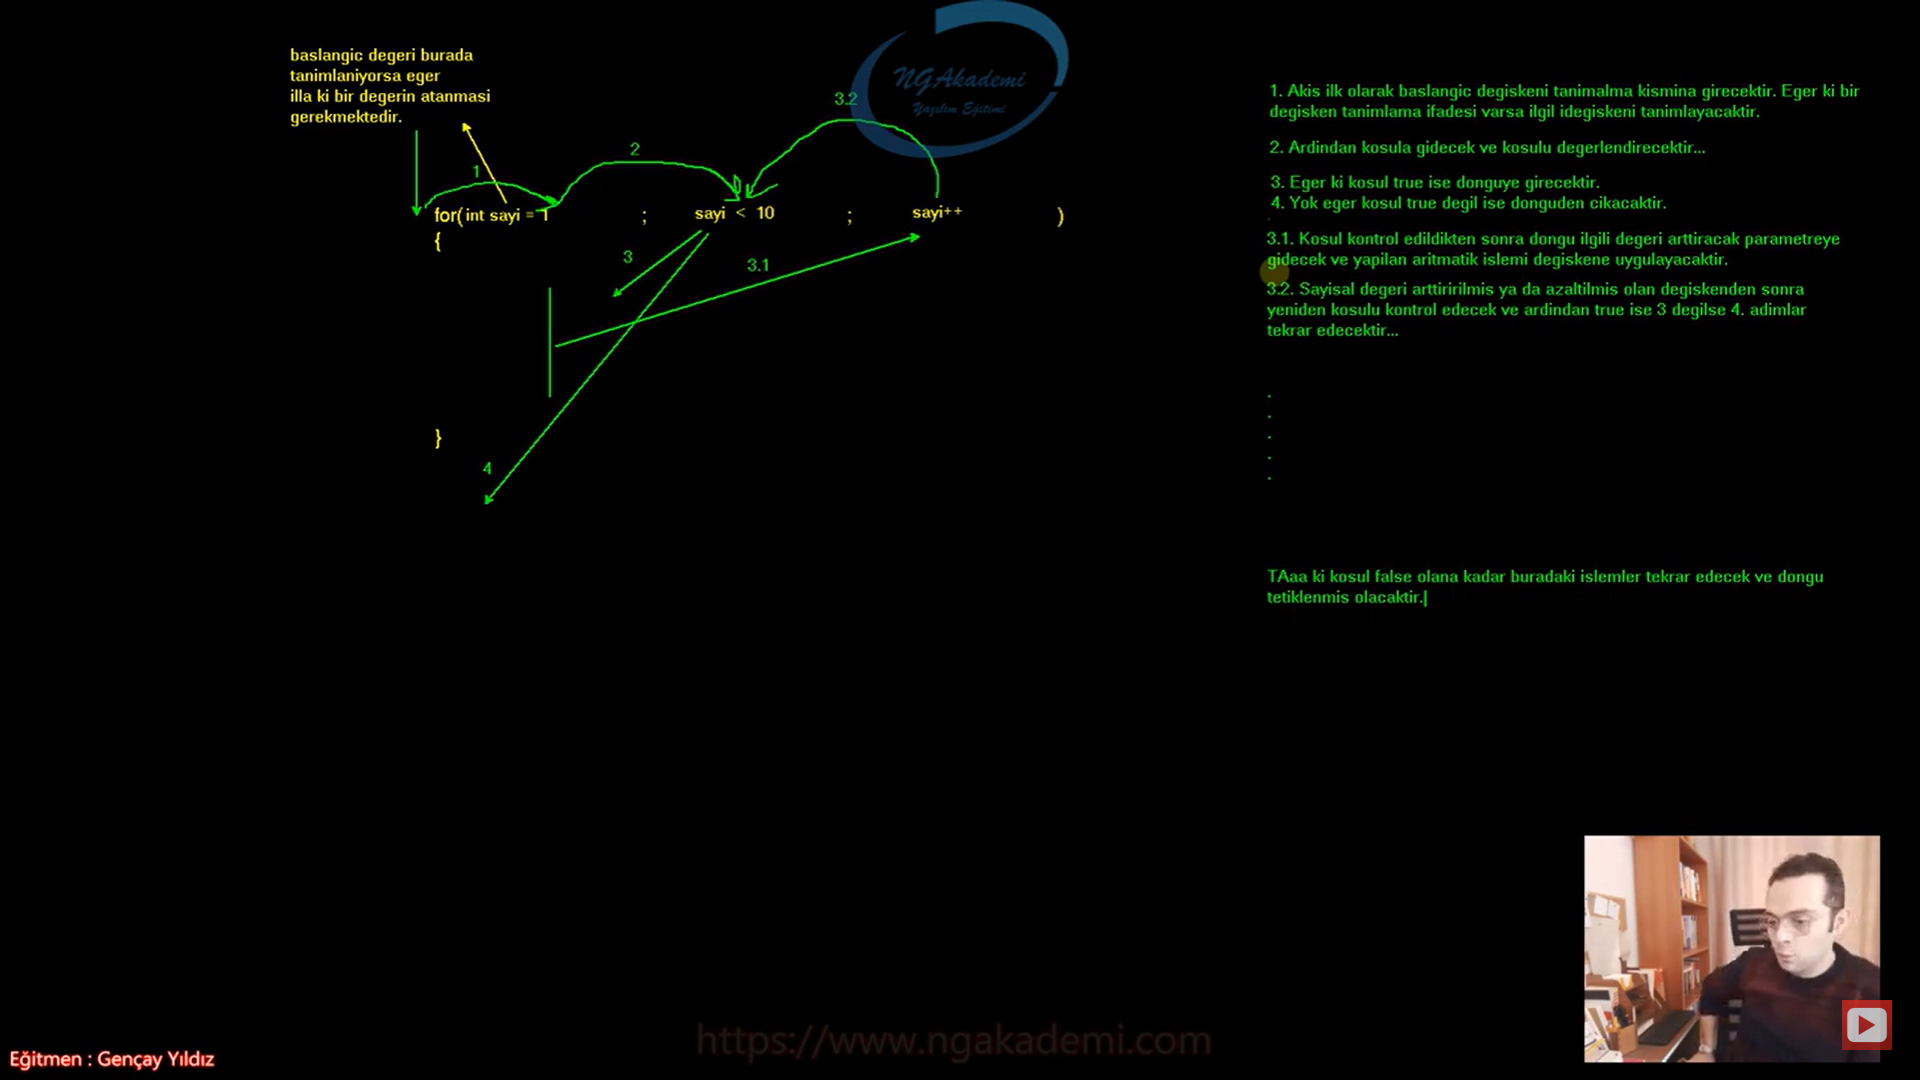 baslangic degeri burada
tanimlaniyorsa eger
illa ki bir degerin atanmasi
gerekmektedir.
NGAkademi
Yazılım Eğitimi
3.2
2
1
for(int sayi = 1 ; sayi < 10 ; sayi++ )
{
3
3.1
}
4
1. Akis ilk olarak baslangic degiskeni tanimalma kismina girecektir. Eger ki bir
degisken tanimlama ifadesi varsa ilgil idegiskeni tanimlayacaktir.
2. Ardindan kosula gidecek ve kosulu degerlendirecektir...
3. Eger ki kosul true ise donguye girecektir.
4. Yok eger kosul true degil ise donguden cikacaktir.
.
3.1. Kosul kontrol edildikten sonra dongu ilgili degeri arttiracak parametreye
gidecek ve yapilan aritmatik islemi degiskene uygulayacaktir.
3.2. Sayisal degeri arttiririlmis ya da azaltilmis olan degiskenden sonra
yeniden kosulu kontrol edecek ve ardindan true ise 3 degilse 4. adimlar
tekrar edecektir...
.
.
.
.
.
TAaa ki kosul false olana kadar buradaki islemler tekrar edecek ve dongu
tetiklenmis olacaktir.
https://www.ngakademi.com
Eğitmen : Gençay Yıldız